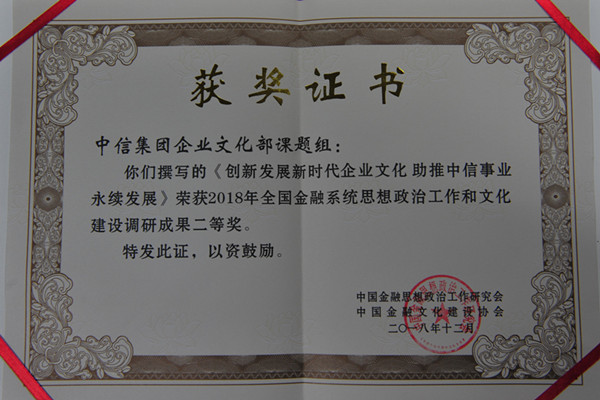 获奖证书
中信集团企业文化部课题组：
你们撰写的《创新发展新时代企业文化 助推中信事业
永续发展》荣获2018年全国金融系统思想政治工作和文化
建设调研成果二等奖。
特发此证，以资鼓励。
中国金融思想政治工作研究会
中国金融文化建设协会
二〇一八年十二月